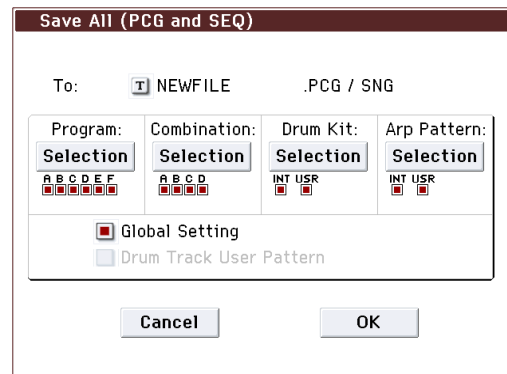 Save All (PCG and SEQ)
To: T NEWFILE .PCG / SNG
Program: Combination: Drum Kit: Arp Pattern:
Selection Selection Selection Selection
A B C D E F A B C D INT USR INT USR
Global Setting
Drum Track User Pattern
Cancel OK